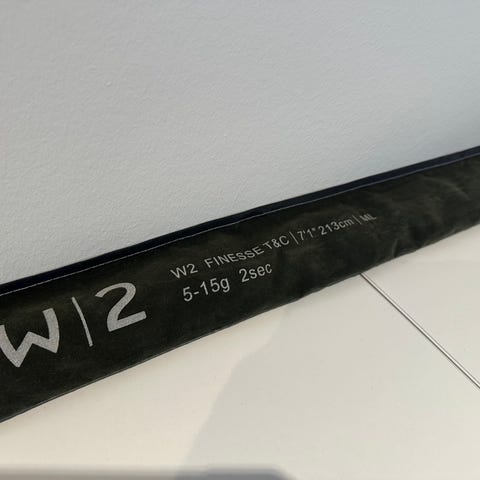 W|2
W2 FINESSE T&C | 7'1" 213cm | ML
5-15g 2sec